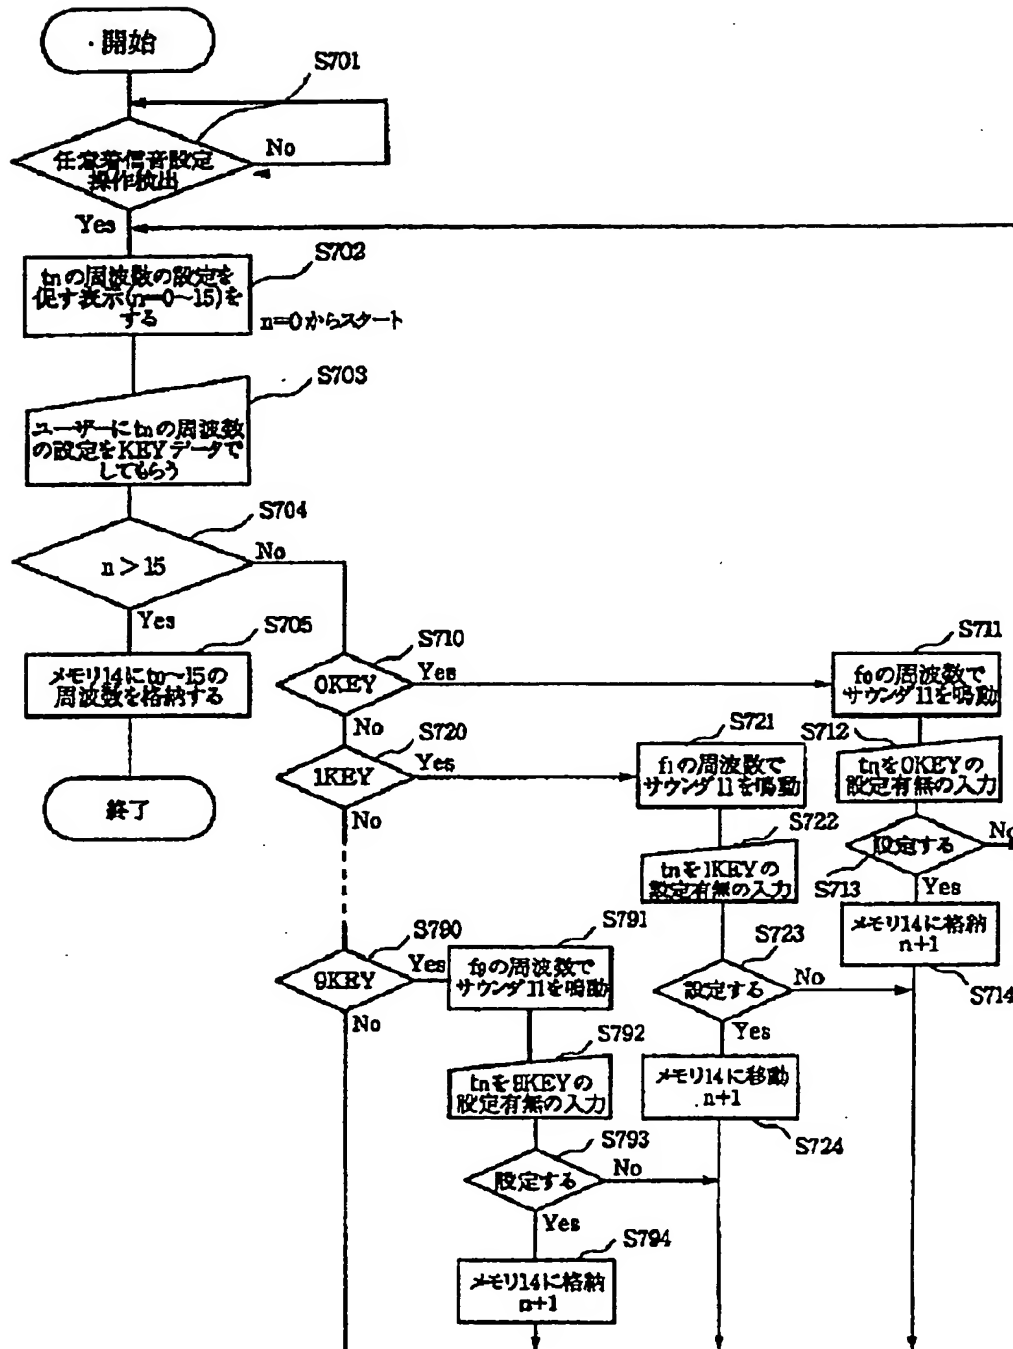 開始
S701
任意着信音設定
操作検出
No
Yes
S702
tnの周波数の設定を
促す表示(n=0~15)を
する
n=0からスタート
S703
ユーザーにtnの周波数
の設定をKEYデータで
してもらう
S704
n>15
No
Yes
S705
メモリ14にt0~15の
周波数を格納する
終了
S710
0KEY
Yes
No
S711
f0の周波数で
サウンダ11を鳴動
S712
tnを0KEYの
設定有無の入力
設定する
No
S713
Yes
メモリ14に格納
n+1
S714
S720
1KEY
Yes
No
S721
f1の周波数で
サウンダ11を鳴動
S722
tnを1KEYの
設定有無の入力
S723
設定する
No
Yes
メモリ14に移動
n+1
S724
S790
9KEY
Yes
No
S791
f9の周波数で
サウンダ11を鳴動
S792
tnを9KEYの
設定有無の入力
S793
設定する
No
Yes
S794
メモリ14に格納
n+1